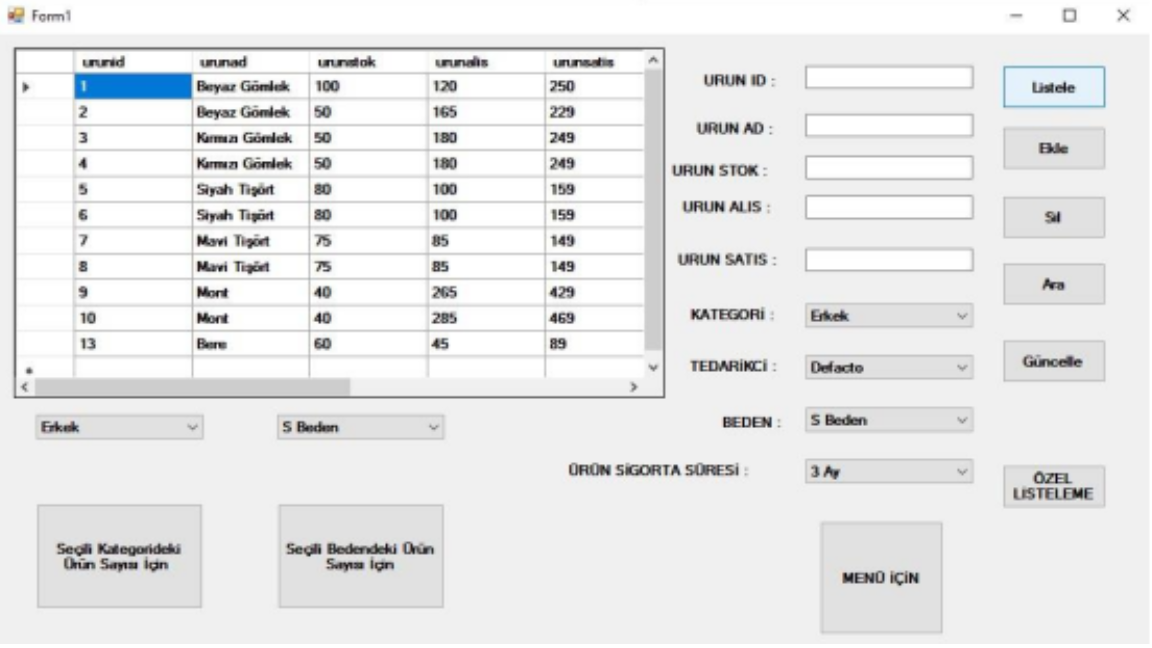 Form1
urunid urunad urunstok urunalis urunsatis
1 Beyaz Gömlek 100 120 250
2 Beyaz Gömlek 50 165 229
3 Kırmızı Gömlek 50 180 249
4 Kırmızı Gömlek 50 180 249
5 Siyah Tişört 80 100 159
6 Siyah Tişört 80 100 159
7 Mavi Tişört 75 85 149
8 Mavi Tişört 75 85 149
9 Mont 40 265 429
10 Mont 40 285 469
13 Bere 60 45 89
URUN ID :
URUN AD :
URUN STOK :
URUN ALIS :
URUN SATIS :
KATEGORİ : Erkek
TEDARİKCİ : Defacto
BEDEN : S Beden
ÜRÜN SİGORTA SÜRESİ : 3 Ay
Listele
Ekle
Sil
Ara
Güncelle
ÖZEL
LİSTELEME
Erkek
S Beden
Seçili Kategorideki
Ürün Sayısı İçin
Seçili Bedendeki Ürün
Sayısı İçin
MENÜ İÇİN